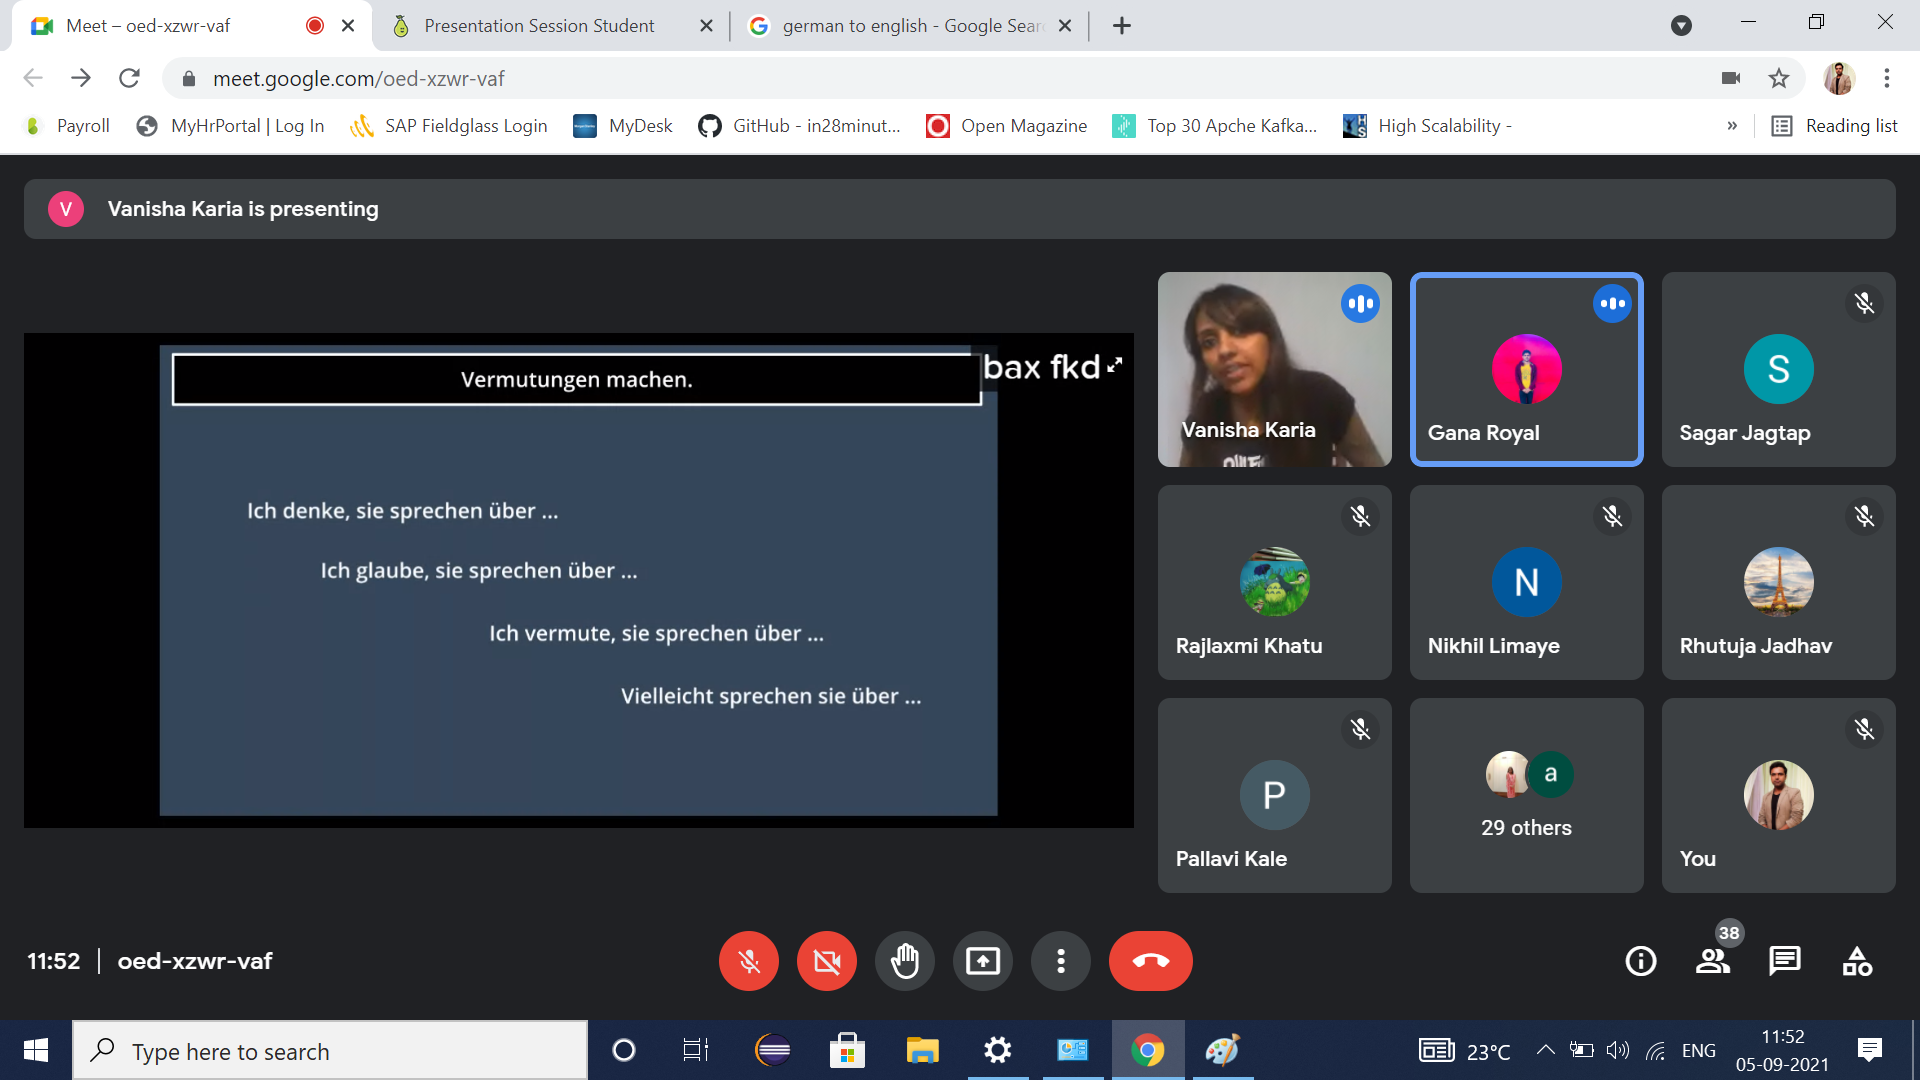 Meet – oed-xzwr-vaf
Presentation Session Student
german to english - Google Sear
meet.google.com/oed-xzwr-vaf
Payroll
MyHrPortal | Log In
SAP Fieldglass Login
MyDesk
GitHub - in28minut...
Open Magazine
Top 30 Apche Kafka...
High Scalability -
»
Reading list
V
Vanisha Karia is presenting
Vermutungen machen.
bax fkd
Ich denke, sie sprechen über ...
Ich glaube, sie sprechen über ...
Ich vermute, sie sprechen über ...
Vielleicht sprechen sie über ...
Vanisha Karia
Gana Royal
S
Sagar Jagtap
Rajlaxmi Khatu
N
Nikhil Limaye
Rhutuja Jadhav
P
Pallavi Kale
a
29 others
You
11:52 | oed-xzwr-vaf
38
Type here to search
23°C
ENG
11:52
05-09-2021